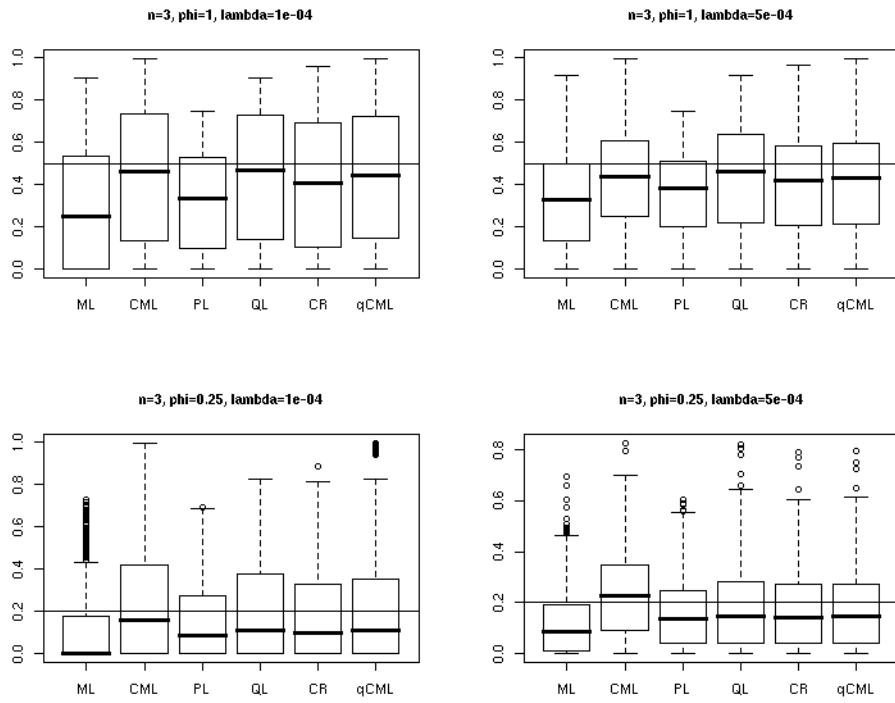 n=3, phi=1, lambda=1e-04
1.0
0.8
0.6
0.4
0.2
0.0
ML CML PL QL CR qCML
n=3, phi=1, lambda=5e-04
1.0
0.8
0.6
0.4
0.2
0.0
ML CML PL QL CR qCML
n=3, phi=0.25, lambda=1e-04
1.0
0.8
0.6
0.4
0.2
0.0
ML CML PL QL CR qCML
n=3, phi=0.25, lambda=5e-04
0.8
0.6
0.4
0.2
0.0
ML CML PL QL CR qCML